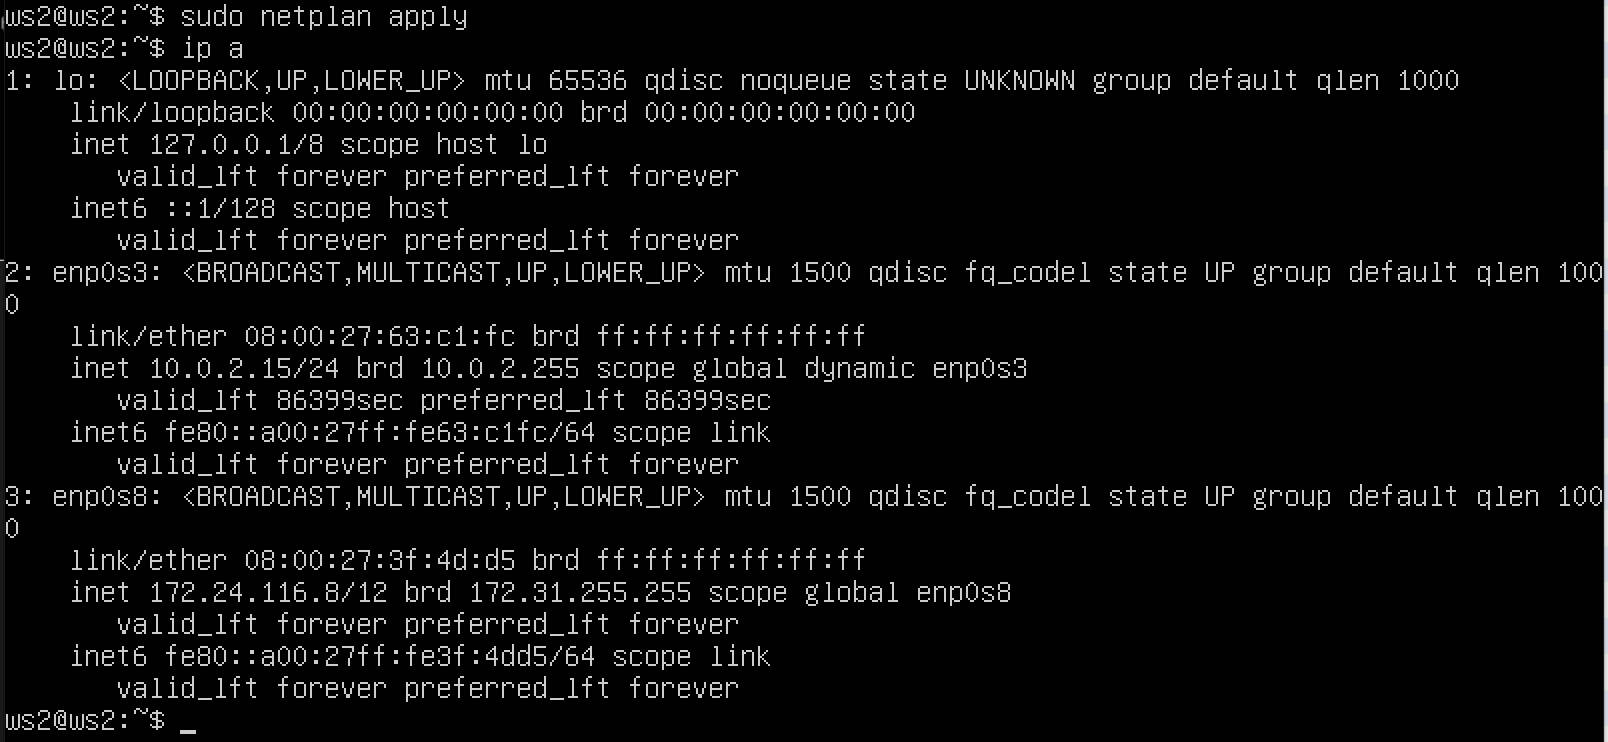 ws2@ws2:~$ sudo netplan apply
ws2@ws2:~$ ip a
1: lo: <LOOPBACK,UP,LOWER_UP> mtu 65536 qdisc noqueue state UNKNOWN group default qlen 1000
    link/loopback 00:00:00:00:00:00 brd 00:00:00:00:00:00
    inet 127.0.0.1/8 scope host lo
       valid_lft forever preferred_lft forever
    inet6 ::1/128 scope host
       valid_lft forever preferred_lft forever
2: enp0s3: <BROADCAST,MULTICAST,UP,LOWER_UP> mtu 1500 qdisc fq_codel state UP group default qlen 100
0
    link/ether 08:00:27:63:c1:fc brd ff:ff:ff:ff:ff:ff
    inet 10.0.2.15/24 brd 10.0.2.255 scope global dynamic enp0s3
       valid_lft 86399sec preferred_lft 86399sec
    inet6 fe80::a00:27ff:fe63:c1fc/64 scope link
       valid_lft forever preferred_lft forever
3: enp0s8: <BROADCAST,MULTICAST,UP,LOWER_UP> mtu 1500 qdisc fq_codel state UP group default qlen 100
0
    link/ether 08:00:27:3f:4d:d5 brd ff:ff:ff:ff:ff:ff
    inet 172.24.116.8/12 brd 172.31.255.255 scope global enp0s8
       valid_lft forever preferred_lft forever
    inet6 fe80::a00:27ff:fe3f:4dd5/64 scope link
       valid_lft forever preferred_lft forever
ws2@ws2:~$ _